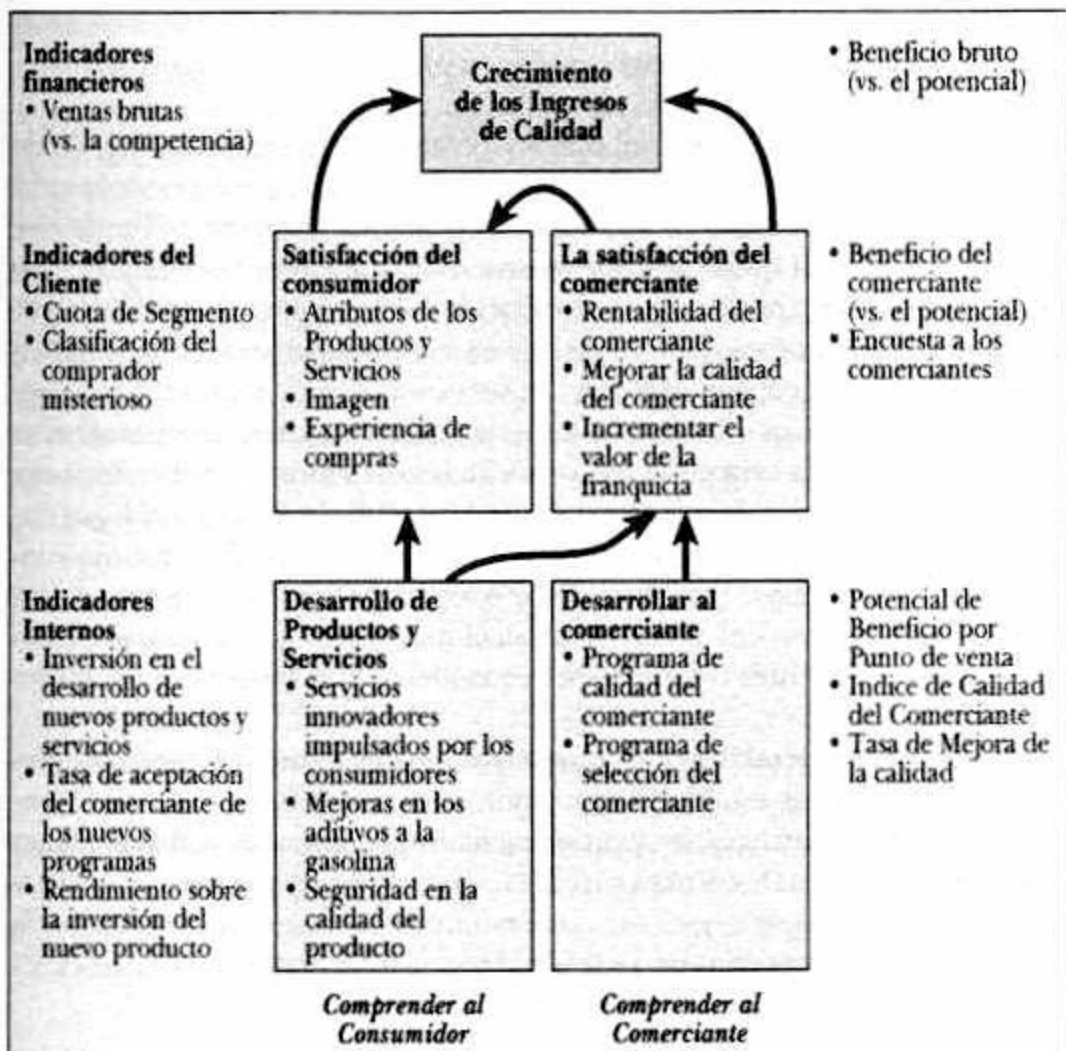 Indicadores
financieros
• Ventas brutas
(vs. la competencia)
Crecimiento
de los Ingresos
de Calidad
• Beneficio bruto
(vs. el potencial)
Indicadores del
Cliente
• Cuota de Segmento
• Clasificación del
comprador
misterioso
Satisfacción del
consumidor
• Atributos de los
Productos y
Servicios
• Imagen
• Experiencia de
compras
La satisfacción del
comerciante
• Rentabilidad del
comerciante
• Mejorar la calidad
del comerciante
• Incrementar el
valor de la
franquicia
• Beneficio del
comerciante
(vs. el potencial)
• Encuesta a los
comerciantes
Indicadores
Internos
• Inversión en el
desarrollo de
nuevos productos y
servicios
• Tasa de aceptación
del comerciante de
los nuevos
programas
• Rendimiento sobre
la inversión del
nuevo producto
Desarrollo de
Productos y
Servicios
• Servicios
innovadores
impulsados por los
consumidores
• Mejoras en los
aditivos a la
gasolina
• Seguridad en la
calidad del
producto
Desarrollar al
comerciante
• Programa de
calidad del
comerciante
• Programa de
selección del
comerciante
• Potencial de
Beneficio por
Punto de venta
• Indice de Calidad
del Comerciante
• Tasa de Mejora de
la calidad
Comprender al
Consumidor
Comprender al
Comerciante